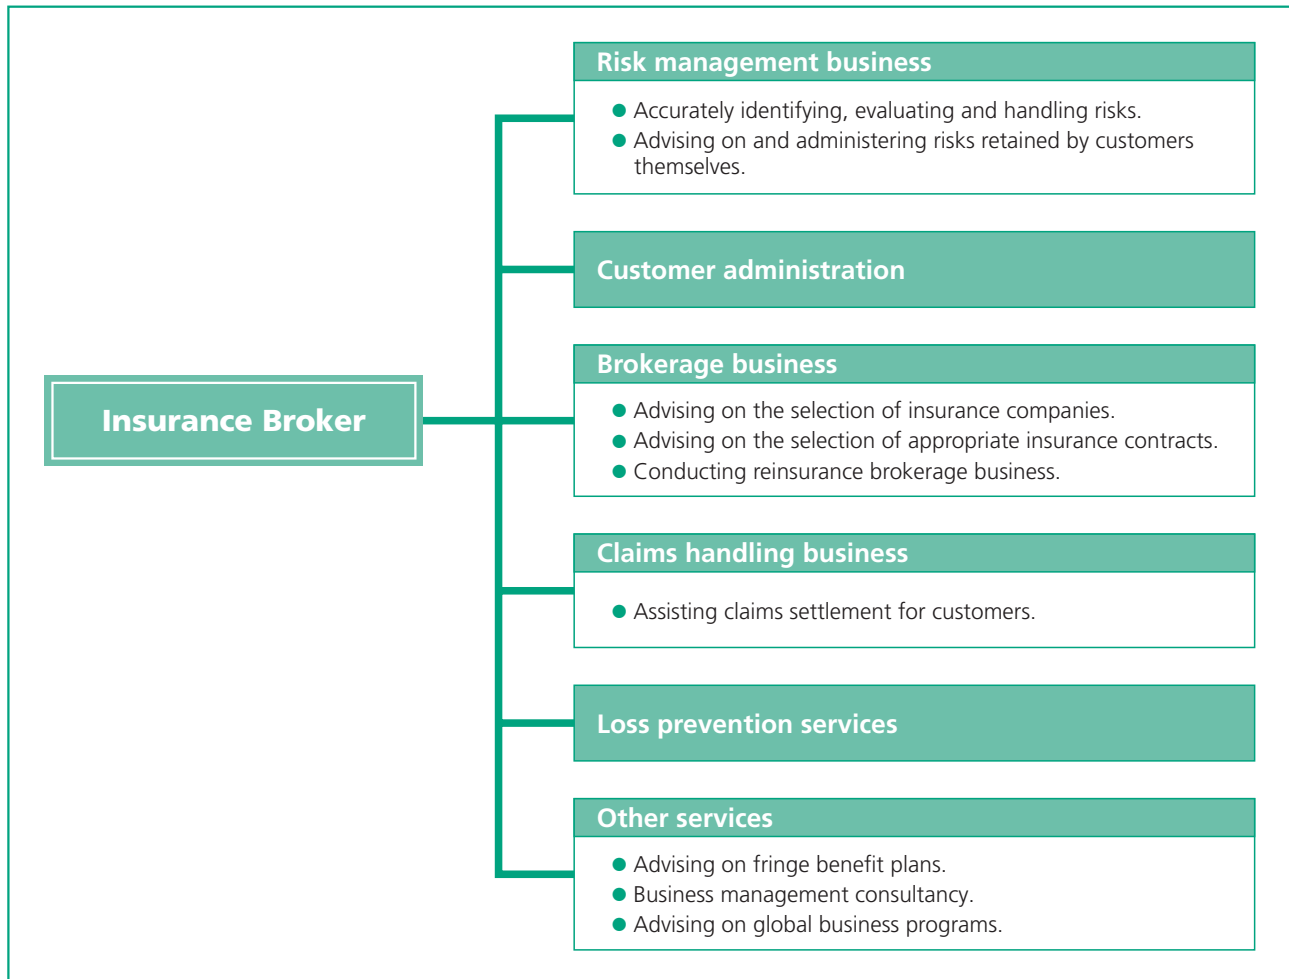 Risk management business
● Accurately identifying, evaluating and handling risks.
● Advising on and administering risks retained by customers
themselves.
Customer administration
Brokerage business
Insurance Broker
● Advising on the selection of insurance companies.
● Advising on the selection of appropriate insurance contracts.
● Conducting reinsurance brokerage business.
Claims handling business
● Assisting claims settlement for customers.
Loss prevention services
Other services
● Advising on fringe benefit plans.
● Business management consultancy.
● Advising on global business programs.